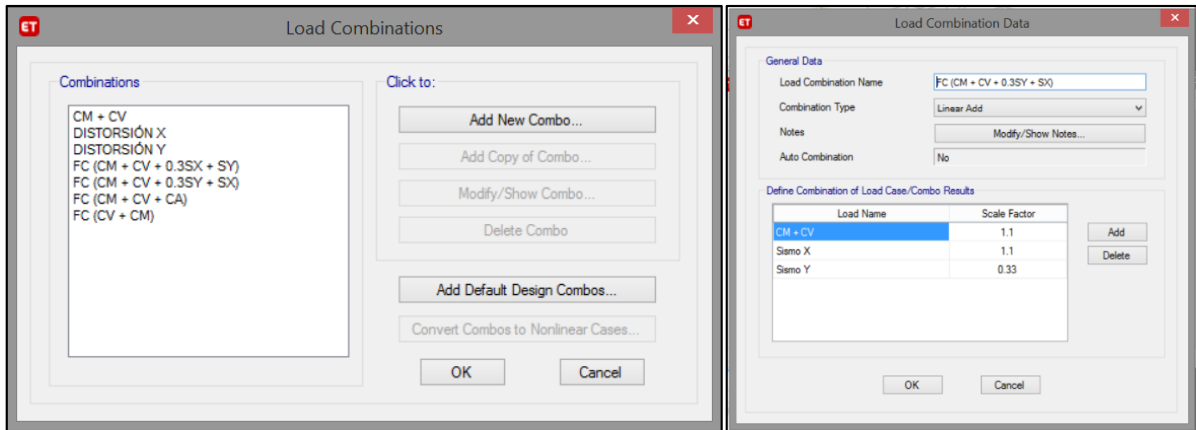 ET
Load Combinations
Combinations
CM + CV
DISTORSIÓN X
DISTORSIÓN Y
FC (CM + CV + 0.3SX + SY)
FC (CM + CV + 0.3SY + SX)
FC (CM + CV + CA)
FC (CV + CM)
Click to:
Add New Combo...
Add Copy of Combo...
Modify/Show Combo...
Delete Combo
Add Default Design Combos...
Convert Combos to Nonlinear Cases...
OK Cancel
ET
Load Combination Data
General Data
Load Combination Name FC (CM + CV + 0.3SY + SX)
Combination Type Linear Add
Notes Modify/Show Notes...
Auto Combination No
Define Combination of Load Case/Combo Results
Load Name Scale Factor
CM + CV 1.1 Add
Sismo X 1.1 Delete
Sismo Y 0.33
OK Cancel